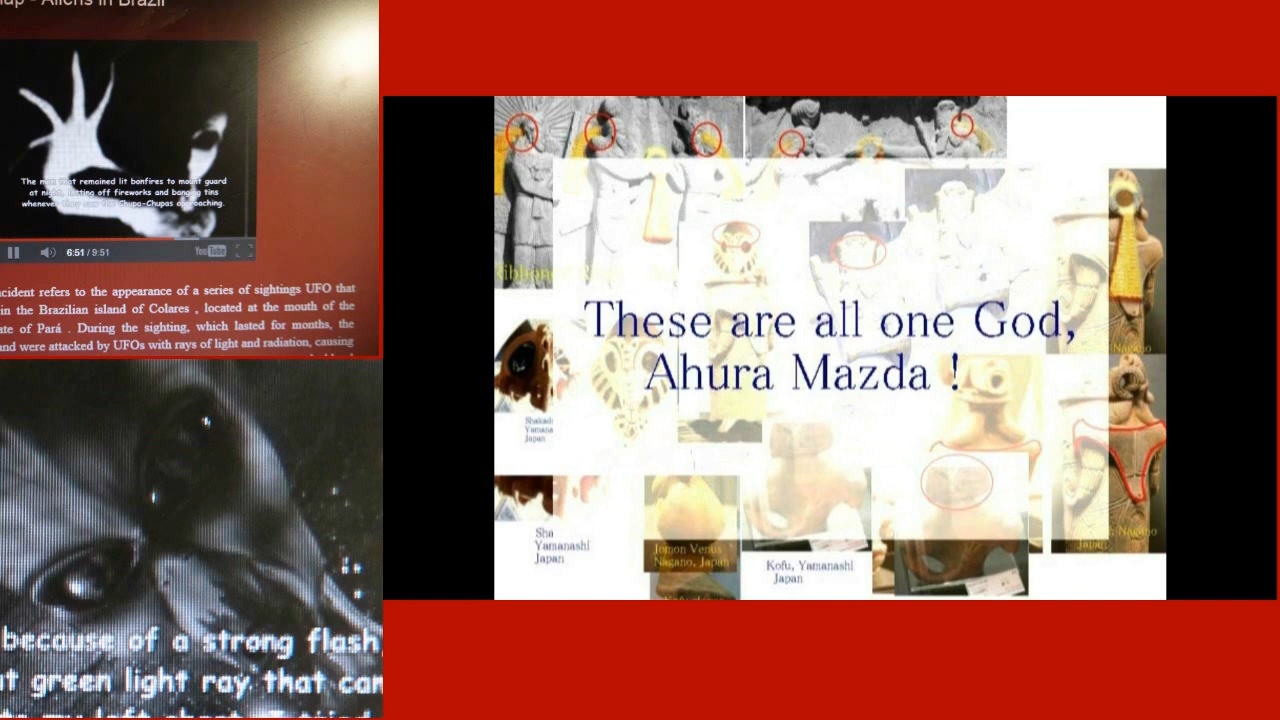 Aliens in Brazil
The men that remained lit bonfires to mount guard
at night, letting off fireworks and banging tins
whenever they saw the Chupa-Chupas approaching.
6:51 / 9:51
YouTube
incident refers to the appearance of a series of sightings UFO that
in the Brazilian island of Colares , located at the mouth of the
ate of Pará . During the sighting, which lasted for months, the
and were attacked by UFOs with rays of light and radiation, causing
because of a strong flash,
green light ray that
These are all one God,
Ahura Mazda !
Nagano
Yamana
Japan
Sha
Yamanashi
Japan
Jomon Venus
Nagano, Japan
Kofu, Yamanashi
Japan
Nagano
Japan